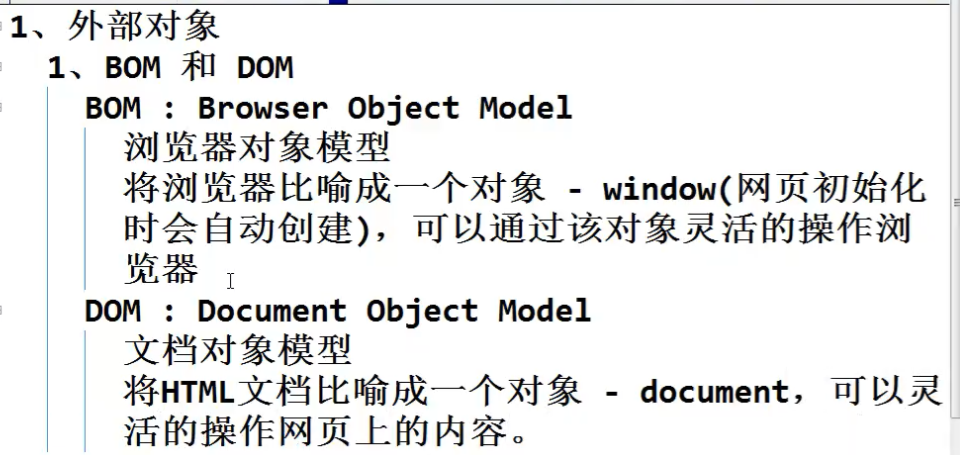 1、外部对象
1、BOM 和 DOM
BOM : Browser Object Model
浏览器对象模型
将浏览器比喻成一个对象 - window(网页初始化
时会自动创建)，可以通过该对象灵活的操作浏
览器
DOM : Document Object Model
文档对象模型
将HTML文档比喻成一个对象 - document，可以灵
活的操作网页上的内容。